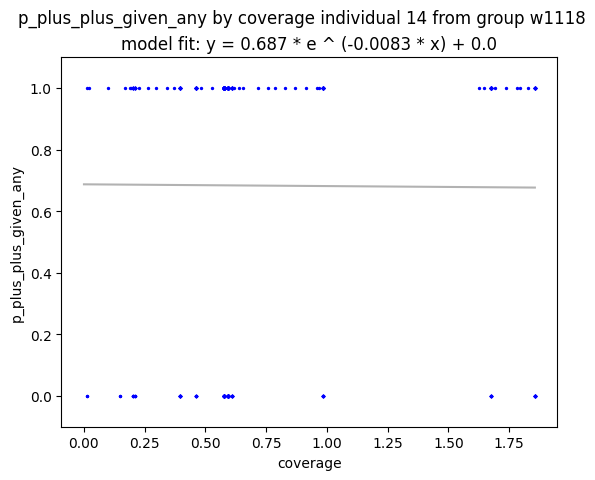 p_plus_plus_given_any by coverage individual 14 from group w1118
model fit: y = 0.687 * e ^ (-0.0083 * x) + 0.0
1.0
0.8
0.6
0.4
0.2
0.0
p_plus_plus_given_any
0.00 0.25 0.50 0.75 1.00 1.25 1.50 1.75
coverage